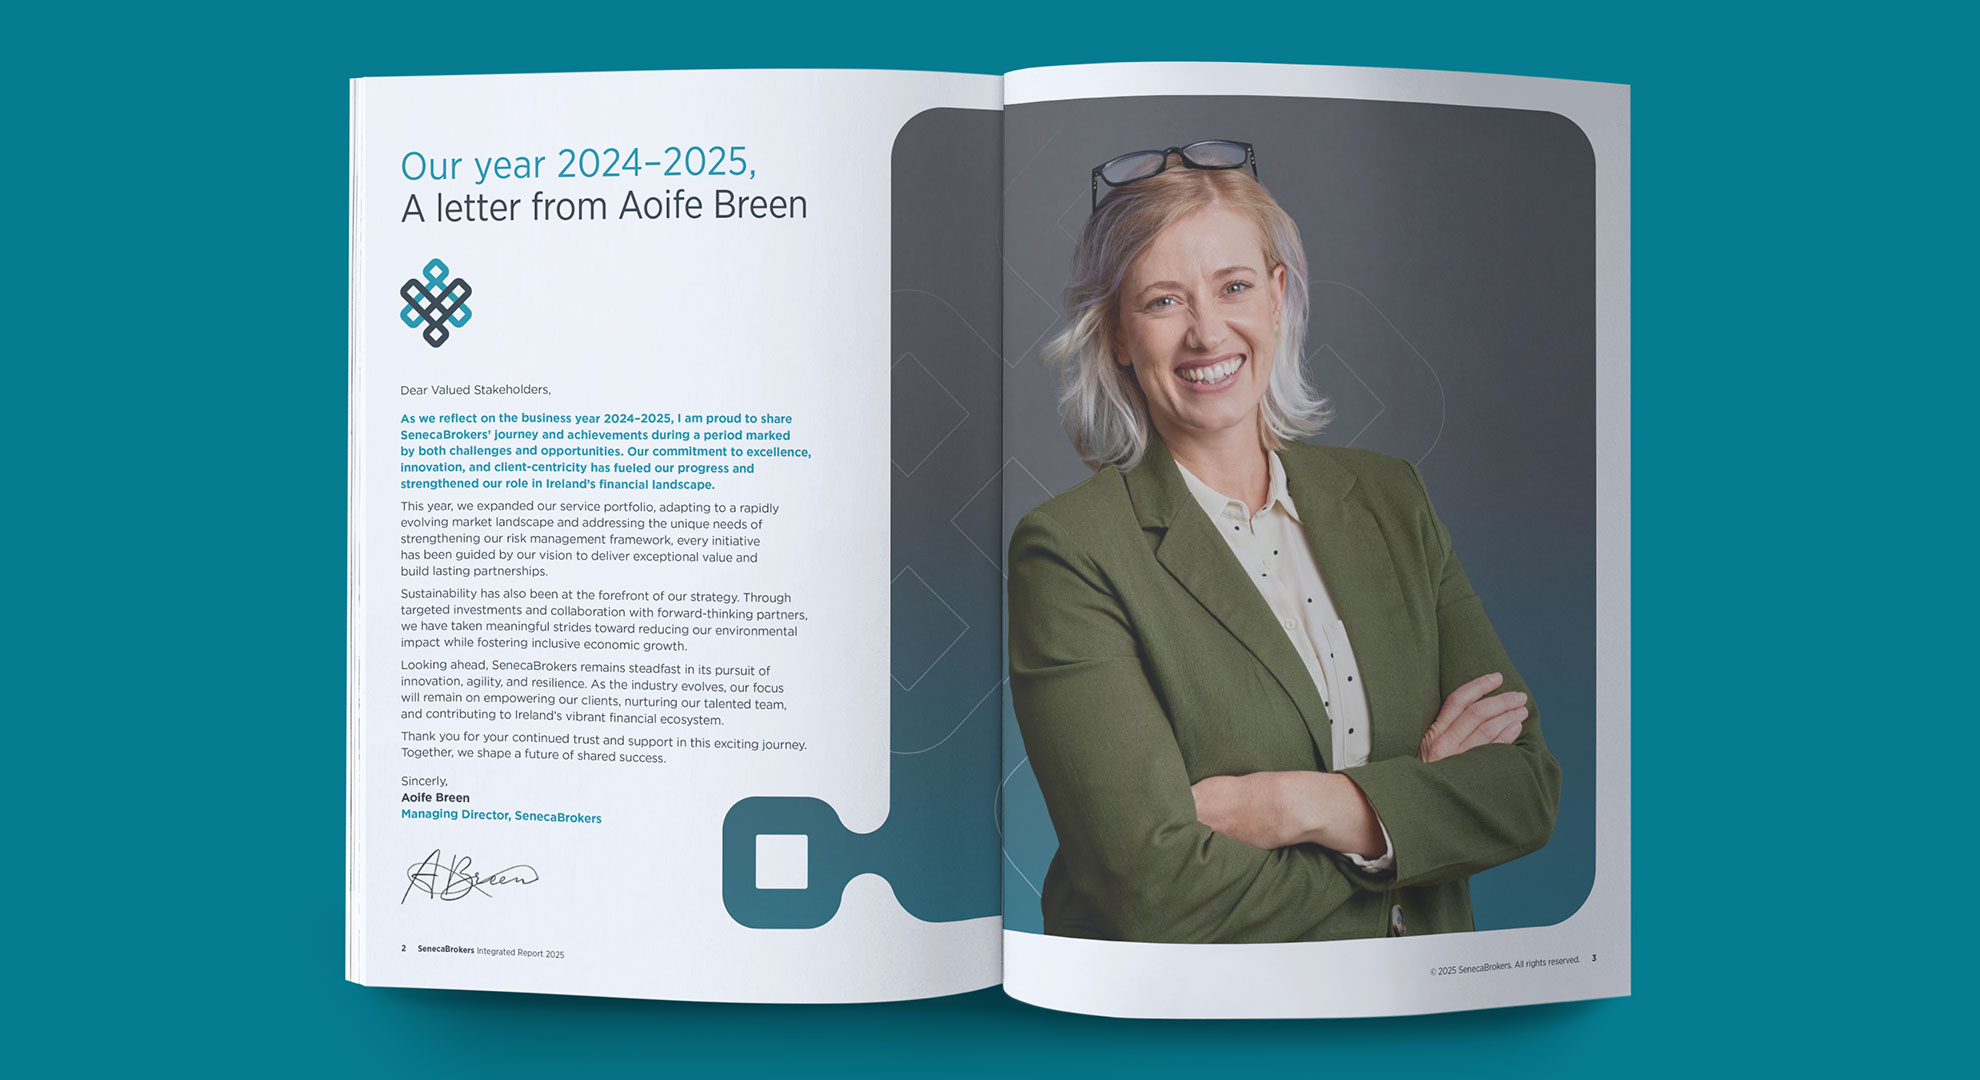 Our year 2024–2025,
A letter from Aoife Breen
Dear Valued Stakeholders,
As we reflect on the business year 2024–2025, I am proud to share
SenecaBrokers’ journey and achievements during a period marked
by both challenges and opportunities. Our commitment to excellence,
innovation, and client-centricity has fueled our progress and
strengthened our role in Ireland’s financial landscape.
This year, we expanded our service portfolio, adapting to a rapidly
evolving market landscape and addressing the unique needs of
strengthening our risk management framework, every initiative
has been guided by our vision to deliver exceptional value and
build lasting partnerships.
Sustainability has also been at the forefront of our strategy. Through
targeted investments and collaboration with forward-thinking partners,
we have taken meaningful strides toward reducing our environmental
impact while fostering inclusive economic growth.
Looking ahead, SenecaBrokers remains steadfast in its pursuit of
innovation, agility, and resilience. As the industry evolves, our focus
will remain on empowering our clients, nurturing our talented team,
and contributing to Ireland’s vibrant financial ecosystem.
Thank you for your continued trust and support in this exciting journey.
Together, we shape a future of shared success.
Sincerly,
Aoife Breen
Managing Director, SenecaBrokers
A Breen
2 SenecaBrokers Integrated Report 2025
© 2025 SenecaBrokers. All rights reserved. 3